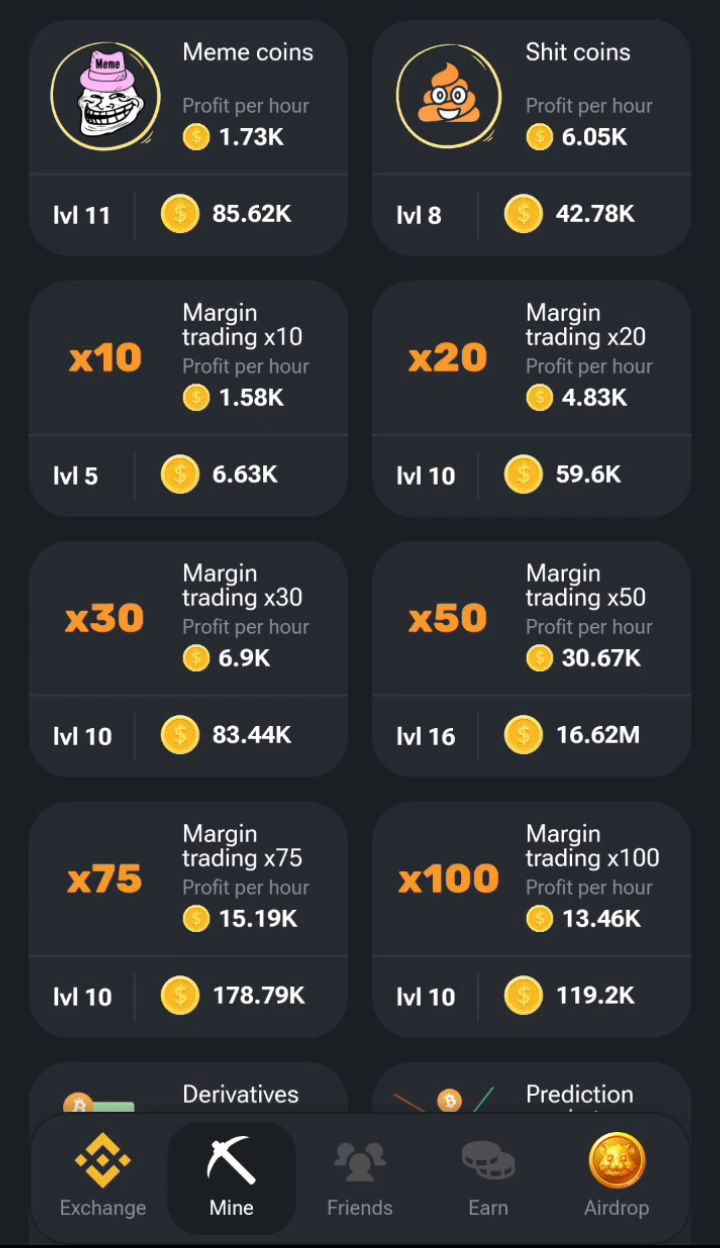 Meme
Meme coins
Profit per hour
1.73K
lvl 11
85.62K
Shit coins
Profit per hour
6.05K
lvl 8
42.78K
x10
Margin
trading x10
Profit per hour
1.58K
lvl 5
6.63K
x20
Margin
trading x20
Profit per hour
4.83K
lvl 10
59.6K
x30
Margin
trading x30
Profit per hour
6.9K
lvl 10
83.44K
x50
Margin
trading x50
Profit per hour
30.67K
lvl 16
16.62M
x75
Margin
trading x75
Profit per hour
15.19K
lvl 10
178.79K
x100
Margin
trading x100
Profit per hour
13.46K
lvl 10
119.2K
Derivatives
Prediction
Exchange
Mine
Friends
Earn
Airdrop